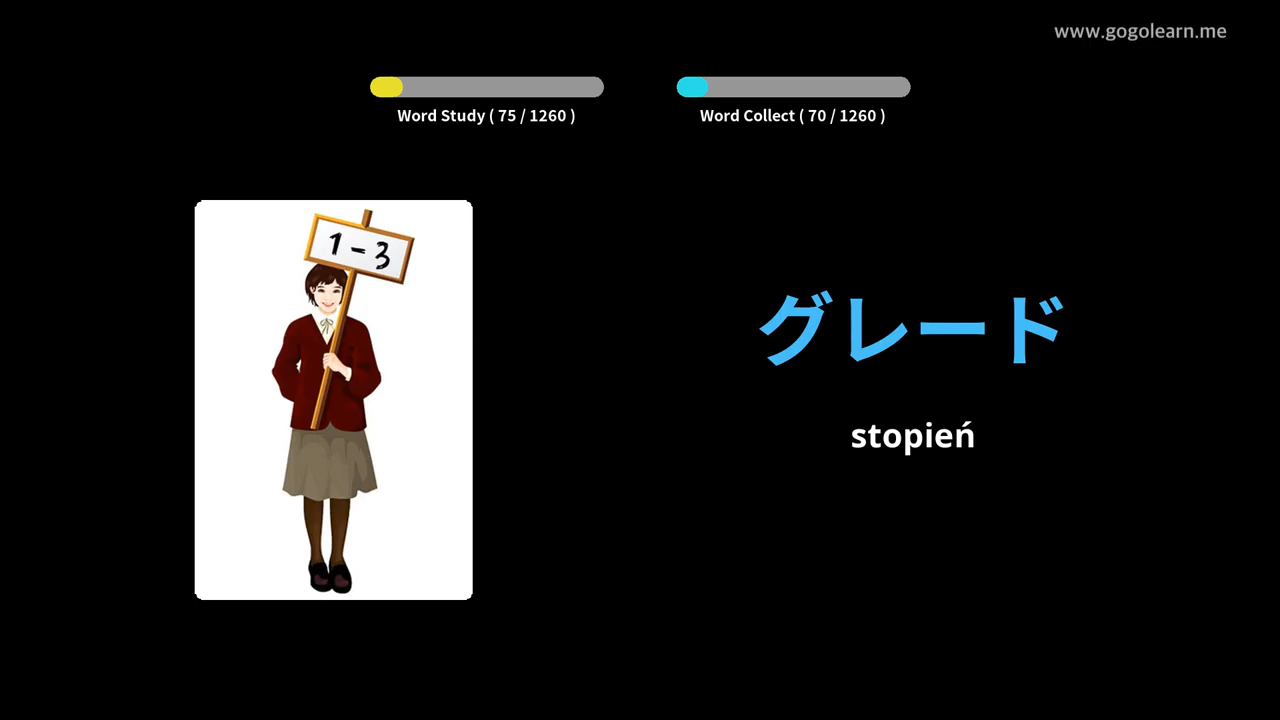 www.gogolearn.me
Word Study ( 75 / 1260 )
Word Collect ( 70 / 1260 )
1 - 3
グレード
stopień